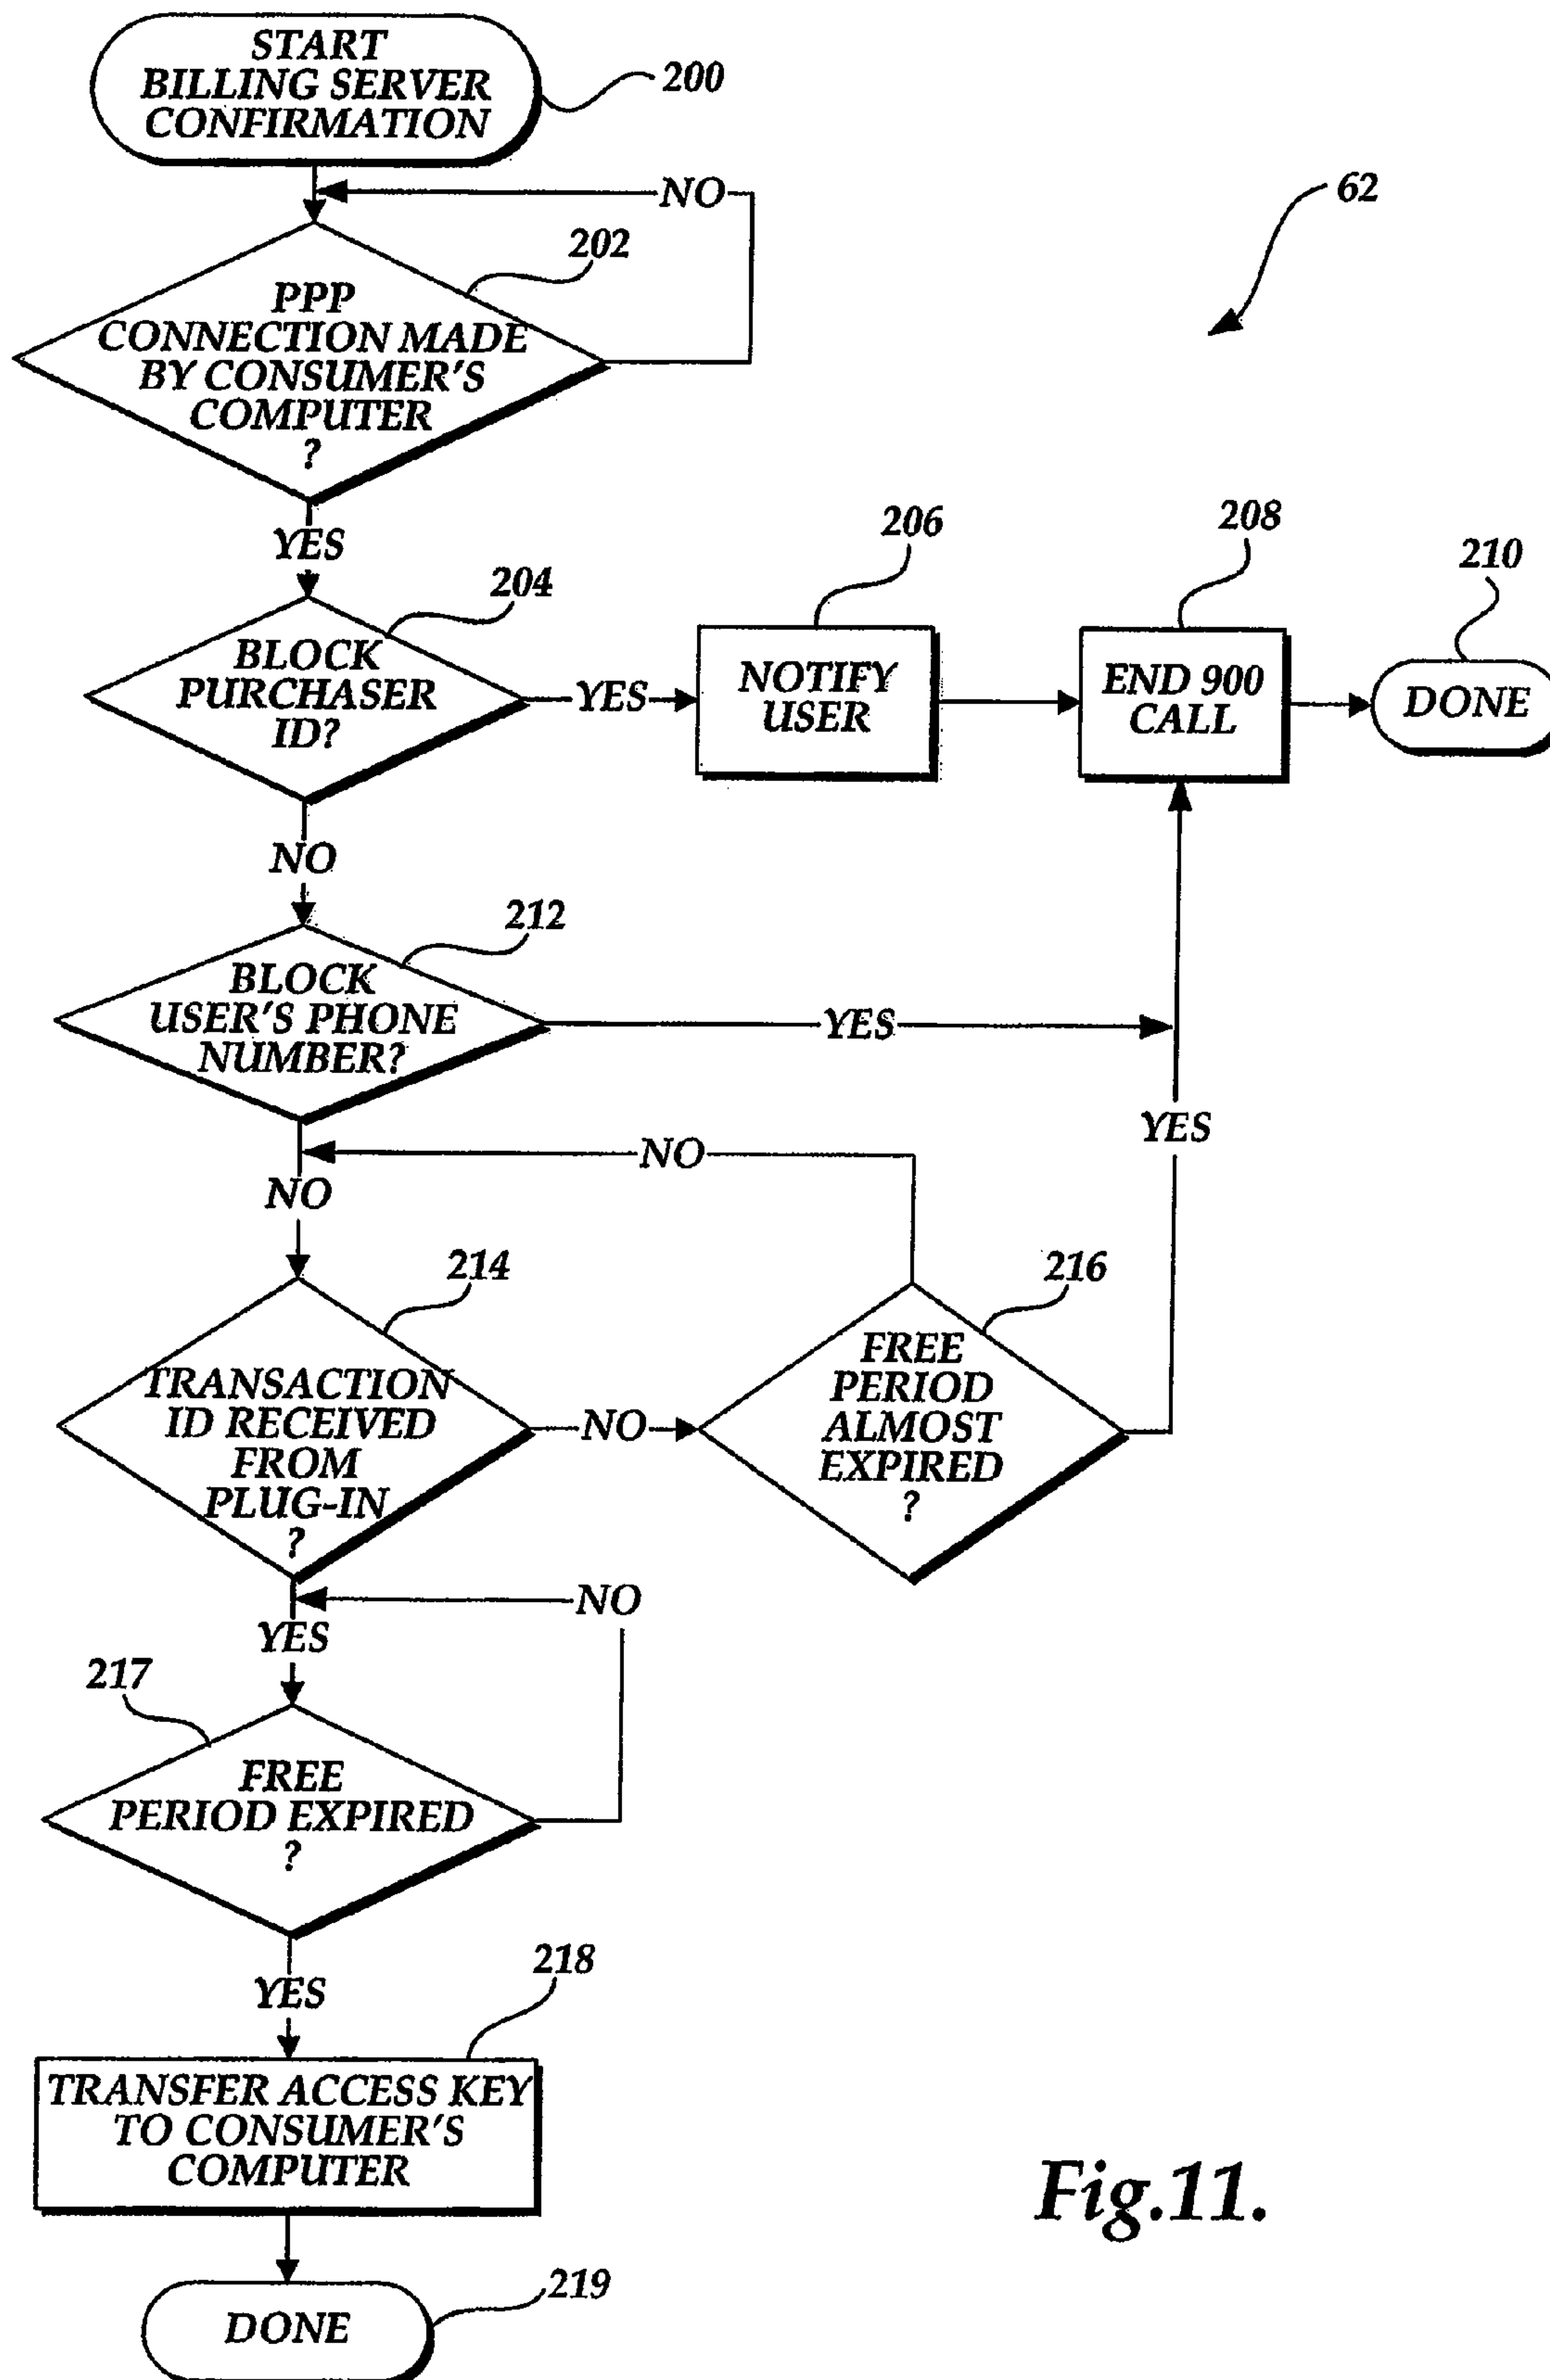 START
BILLING SERVER
CONFIRMATION
200
NO
62
202
PPP
CONNECTION MADE
BY CONSUMER'S
COMPUTER
?
YES
204
BLOCK
PURCHASER
ID?
YES
206
NOTIFY
USER
208
END 900
CALL
210
DONE
NO
212
BLOCK
USER'S PHONE
NUMBER?
YES
YES
NO
NO
214
TRANSACTION
ID RECEIVED
FROM
PLUG-IN
?
NO
216
FREE
PERIOD
ALMOST
EXPIRED
?
NO
YES
217
FREE
PERIOD EXPIRED
?
YES
218
TRANSFER ACCESS KEY
TO CONSUMER'S
COMPUTER
219
DONE
Fig.11.